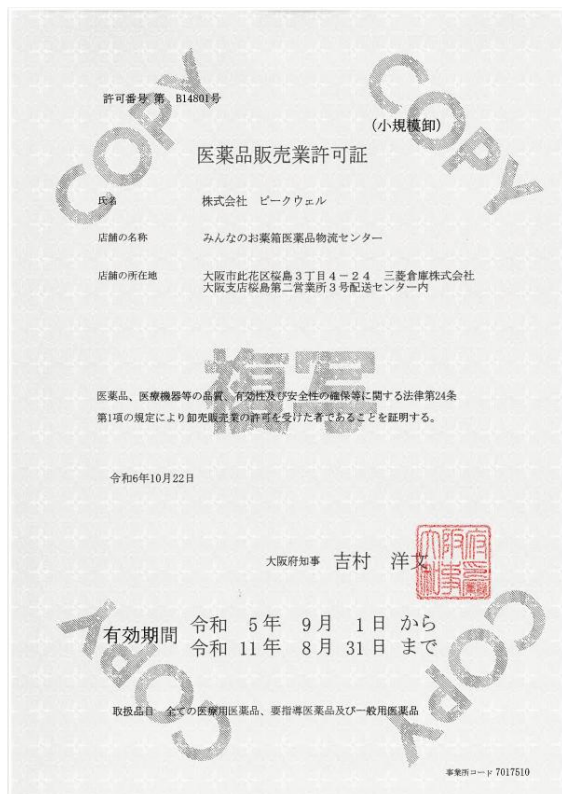 許可番号 第 B14801号
(小規模卸)
医薬品販売業許可証
氏名 株式会社 ピークウェル
店舗の名称 みんなのお薬箱医薬品物流センター
店舗の所在地 大阪市此花区桜島3丁目4-24 三菱倉庫株式会社
大阪支店桜島第二営業所3号配送センター内
複写
医薬品、医療機器等の品質、有効性及び安全性の確保等に関する法律第24条
第1項の規定により卸売販売業の許可を受けた者であることを証明する。
令和6年10月22日
大阪府知事 吉村 洋文
大阪府知事
有効期間 令和 5年 9月 1日 から
令和 11年 8月 31日 まで
取扱品目 全ての医療用医薬品、要指導医薬品及び一般用医薬品
事業所コード 7017510
COPY
COPY
COPY
COPY